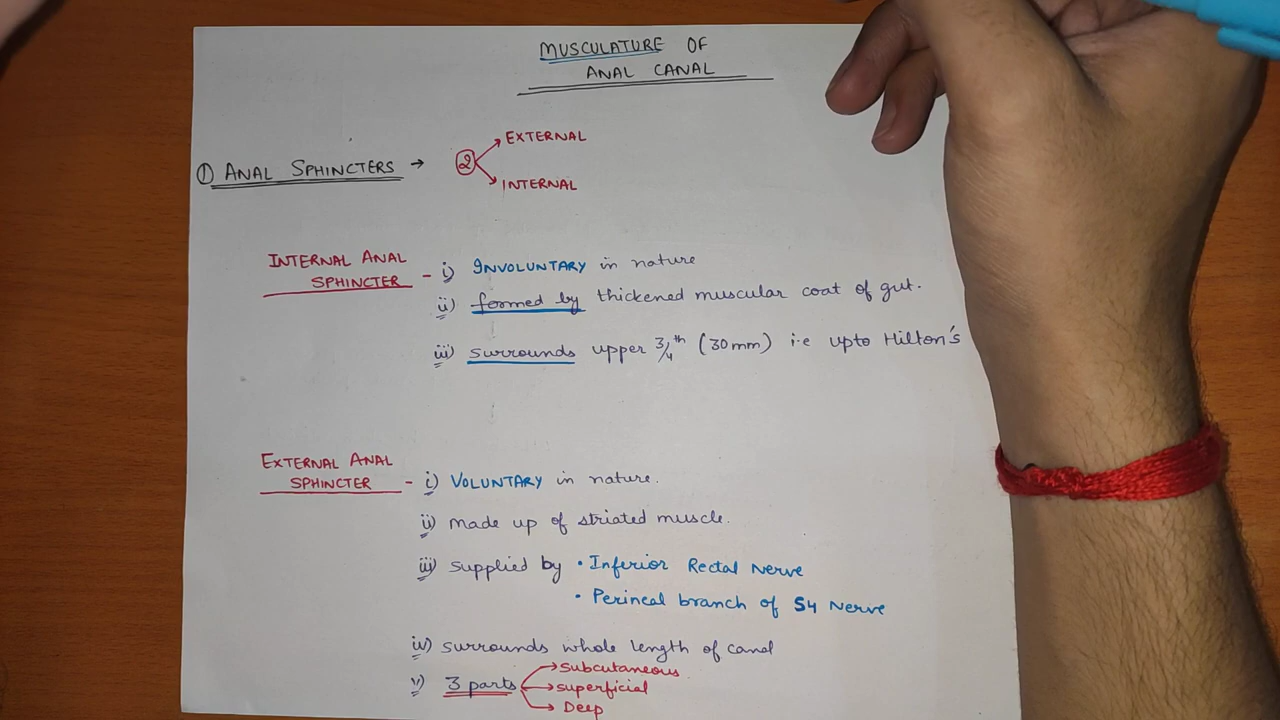 MUSCULATURE OF
ANAL CANAL
① ANAL SPHINCTERS → ② EXTERNAL
INTERNAL
INTERNAL ANAL
SPHINCTER - i) INVOLUNTARY in nature
ii) formed by thickened muscular coat of gut.
iii) surrounds upper 3/4th (30mm) i.e upto Hilton's
EXTERNAL ANAL
SPHINCTER - i) VOLUNTARY in nature.
ii) made up of striated muscle.
iii) supplied by • Inferior Rectal Nerve
• Perineal branch of S4 Nerve
iv) surrounds whole length of canal
v) 3 parts → Subcutaneous
→ superficial
→ Deep